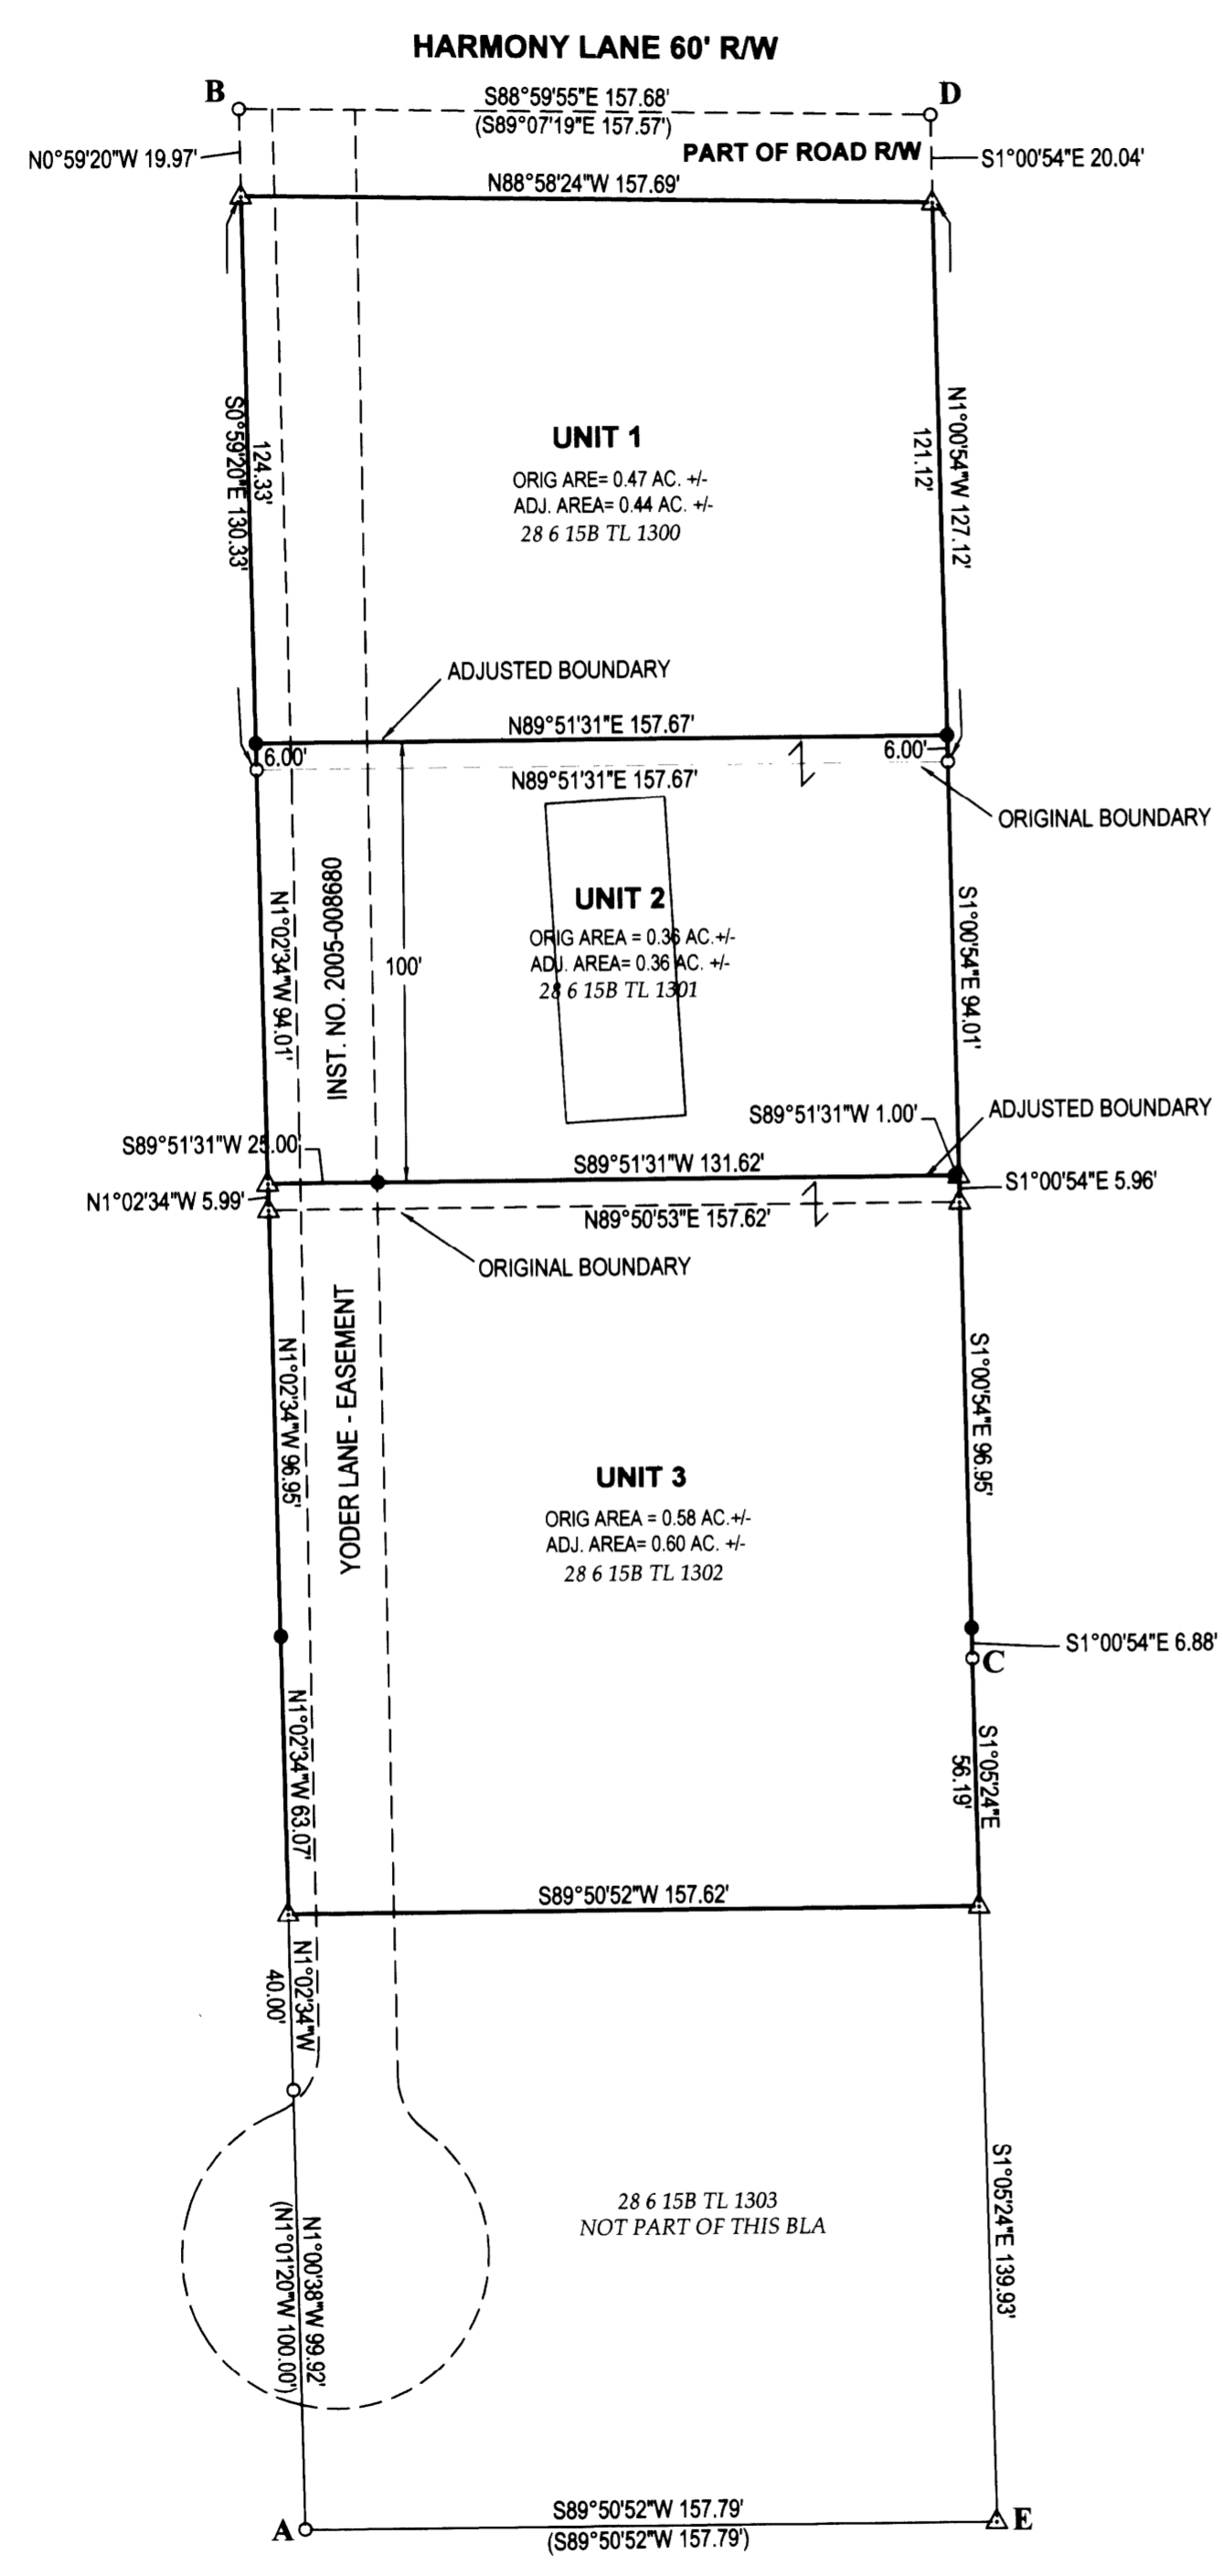 HARMONY LANE 60' R/W
B
S88°59'55"E 157.68'
D
(S89°07'19"E 157.57')
N0°59'20"W 19.97'
PART OF ROAD R/W
S1°00'54"E 20.04'
N88°58'24"W 157.69'
S0°59'20"E 130.33'
124.33'
UNIT 1
ORIG ARE= 0.47 AC. +/-
ADJ. AREA= 0.44 AC. +/-
28 6 15B TL 1300
121.12'
N1°00'54"W 127.12'
ADJUSTED BOUNDARY
N89°51'31"E 157.67'
6.00'
6.00'
N89°51'31"E 157.67'
ORIGINAL BOUNDARY
N1°02'34"W 94.01'
INST. NO. 2005-008680
100'
UNIT 2
ORIG AREA = 0.36 AC.+/-
ADJ. AREA= 0.36 AC. +/-
28 6 15B TL 1301
S1°00'54"E 94.01'
S89°51'31"W 1.00'
ADJUSTED BOUNDARY
S89°51'31"W 25.00'
S89°51'31"W 131.62'
S1°00'54"E 5.96'
N1°02'34"W 5.99'
N89°50'53"E 157.62'
ORIGINAL BOUNDARY
N1°02'34"W 96.95'
YODER LANE - EASEMENT
UNIT 3
ORIG AREA = 0.58 AC.+/-
ADJ. AREA= 0.60 AC. +/-
28 6 15B TL 1302
S1°00'54"E 96.95'
S1°00'54"E 6.88'
C
N1°02'34"W 63.07'
S1°05'24"E
56.19'
S89°50'52"W 157.62'
N1°02'34"W
40.00'
28 6 15B TL 1303
NOT PART OF THIS BLA
S1°05'24"E 139.93'
N1°00'38"W 99.92'
(N1°01'20"W 100.00')
S89°50'52"W 157.79'
A
E
(S89°50'52"W 157.79')